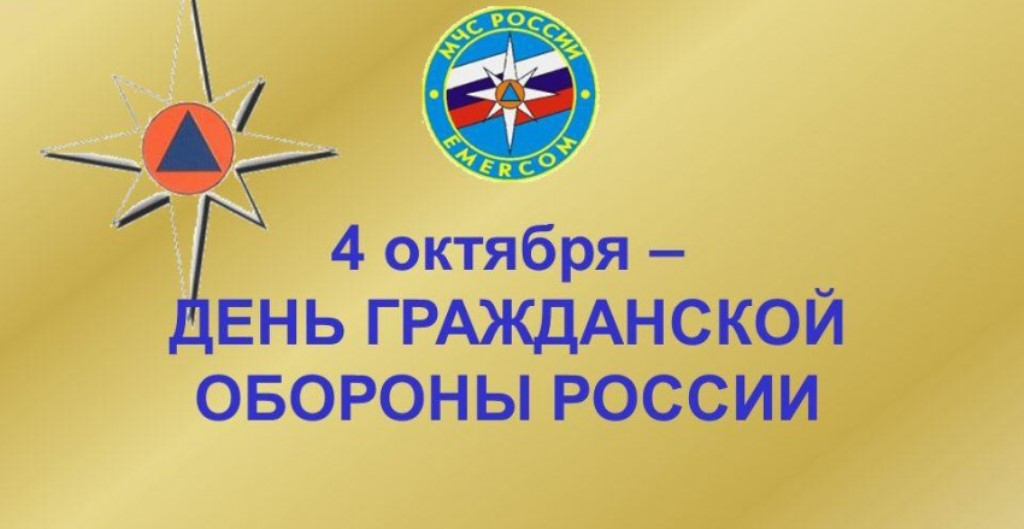 МЧС РОССИИ
EMERCOM
4 октября –
ДЕНЬ ГРАЖДАНСКОЙ
ОБОРОНЫ РОССИИ